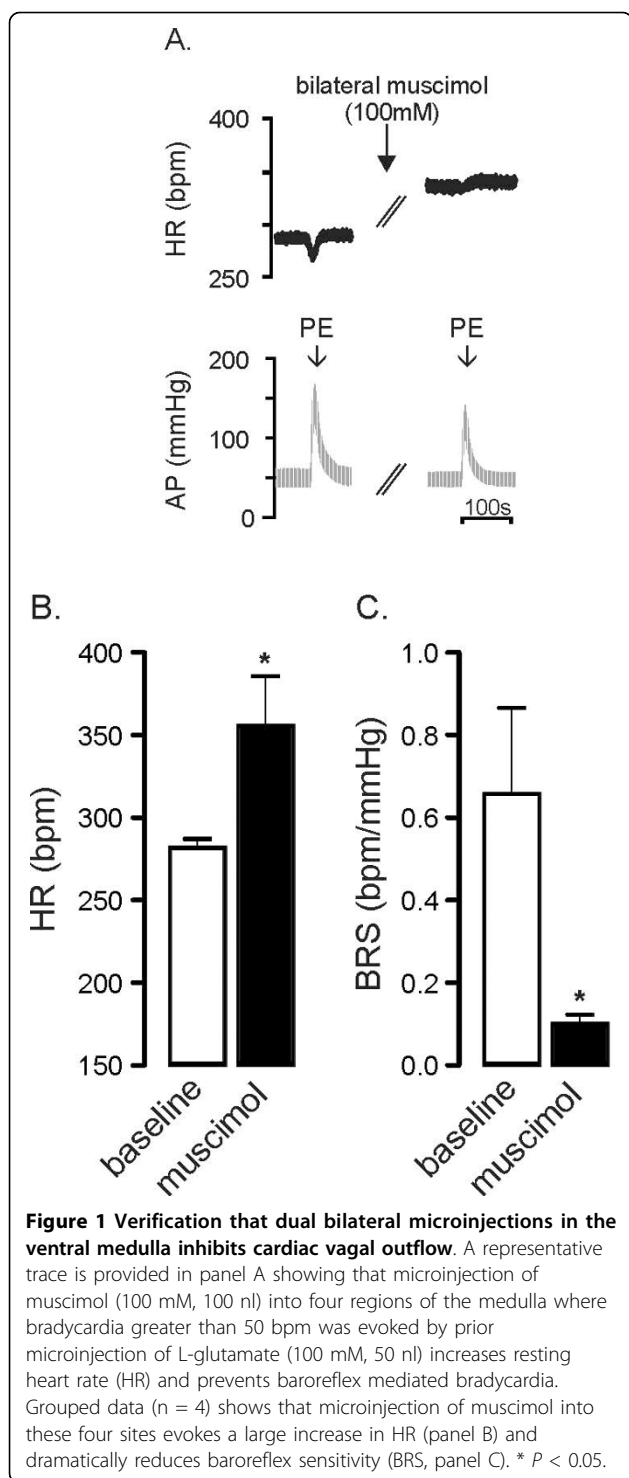 A.
bilateral muscimol
(100mM)
400
HR (bpm)
250
PE
PE
200
AP (mmHg)
100
0
100s
B.
400
*
350
HR (bpm)
300
250
200
150
baseline
muscimol
C.
1.0
BRS (bpm/mmHg)
0.8
0.6
0.4
0.2
*
0.0
baseline
muscimol
Figure 1 Verification that dual bilateral microinjections in the
ventral medulla inhibits cardiac vagal outflow. A representative
trace is provided in panel A showing that microinjection of
muscimol (100 mM, 100 nl) into four regions of the medulla where
bradycardia greater than 50 bpm was evoked by prior
microinjection of L-glutamate (100 mM, 50 nl) increases resting
heart rate (HR) and prevents baroreflex mediated bradycardia.
Grouped data (n = 4) shows that microinjection of muscimol into
these four sites evokes a large increase in HR (panel B) and
dramatically reduces baroreflex sensitivity (BRS, panel C). * P < 0.05.